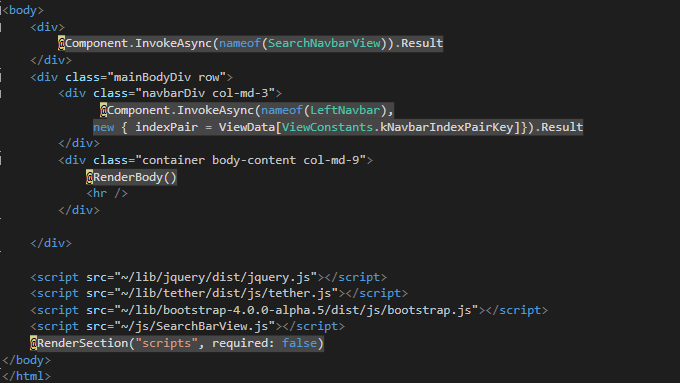 <body>
<div>
@Component.InvokeAsync(nameof(SearchNavbarView)).Result
</div>
<div class="mainBodyDiv row">
<div class="navbarDiv col-md-3">
@Component.InvokeAsync(nameof(LeftNavbar),
new { indexPair = ViewData[ViewConstants.kNavbarIndexPairKey]}).Result
</div>
<div class="container body-content col-md-9">
@RenderBody()
<hr />
</div>
</div>
<script src="~/lib/jquery/dist/jquery.js"></script>
<script src="~/lib/tether/dist/js/tether.js"></script>
<script src="~/lib/bootstrap-4.0.0-alpha.5/dist/js/bootstrap.js"></script>
<script src="~/js/SearchBarView.js"></script>
@RenderSection("scripts", required: false)
</body>
</html>